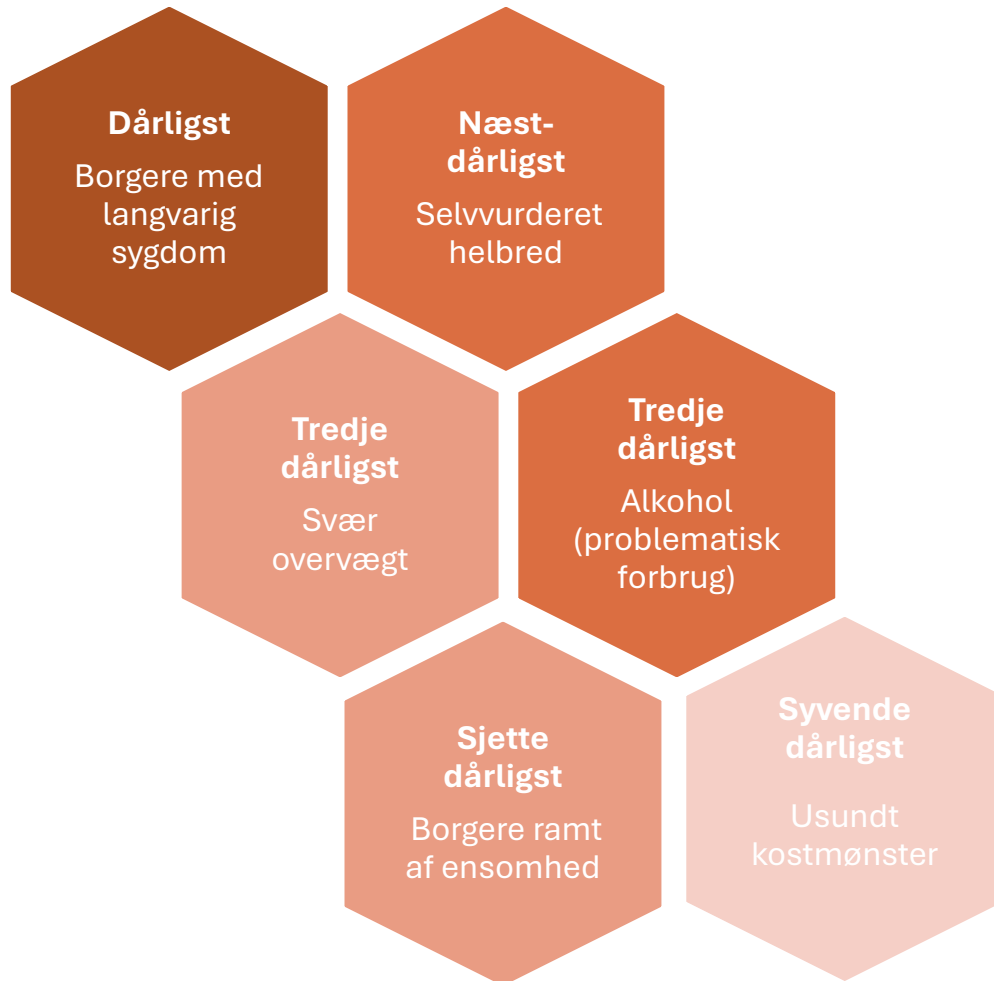 Dårligst
Borgere med
langvarig
sygdom
Næst-
dårligst
Selvvurderet
helbred
Tredje
dårligst
Svær
overvægt
Tredje
dårligst
Alkohol
(problematisk
forbrug)
Sjette
dårligst
Borgere ramt
af ensomhed
Syvende
dårligst
Usundt
kostmønster